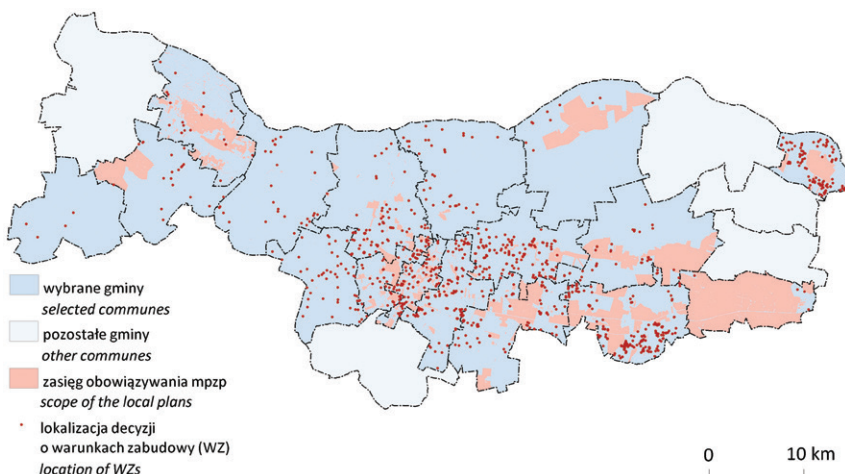 wybrane gminy
selected communes
pozostałe gminy
other communes
zasięg obowiązywania mpzp
scope of the local plans
lokalizacja decyzji
o warunkach zabudowy (WZ)
location of WZs
0 10 km